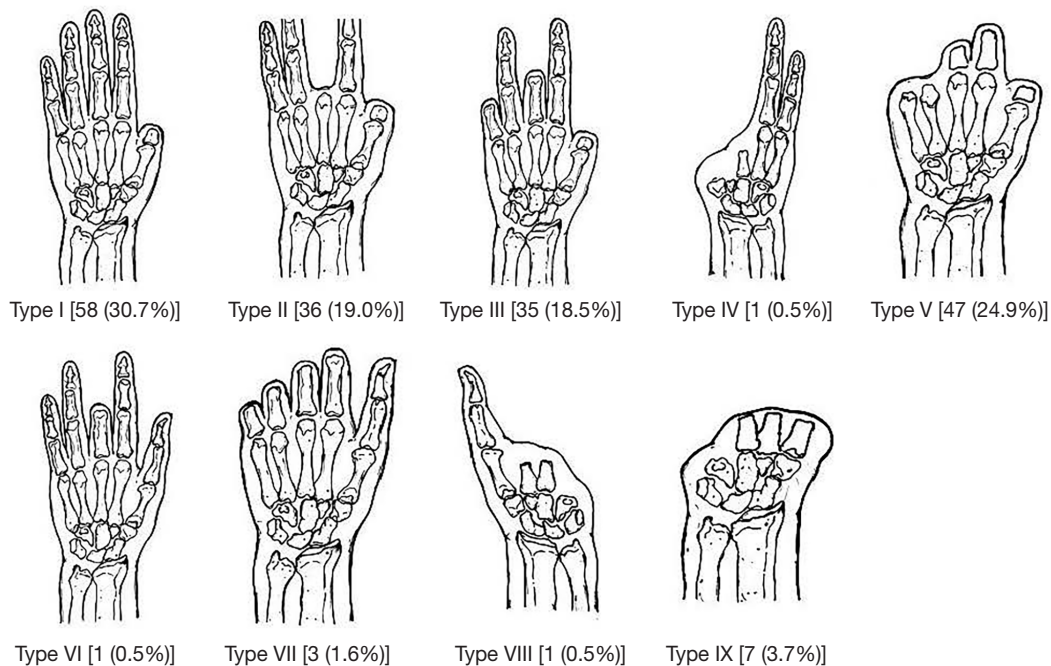 Type I [58 (30.7%)]
Type II [36 (19.0%)]
Type III [35 (18.5%)]
Type IV [1 (0.5%)]
Type V [47 (24.9%)]
Type VI [1 (0.5%)]
Type VII [3 (1.6%)]
Type VIII [1 (0.5%)]
Type IX [7 (3.7%)]